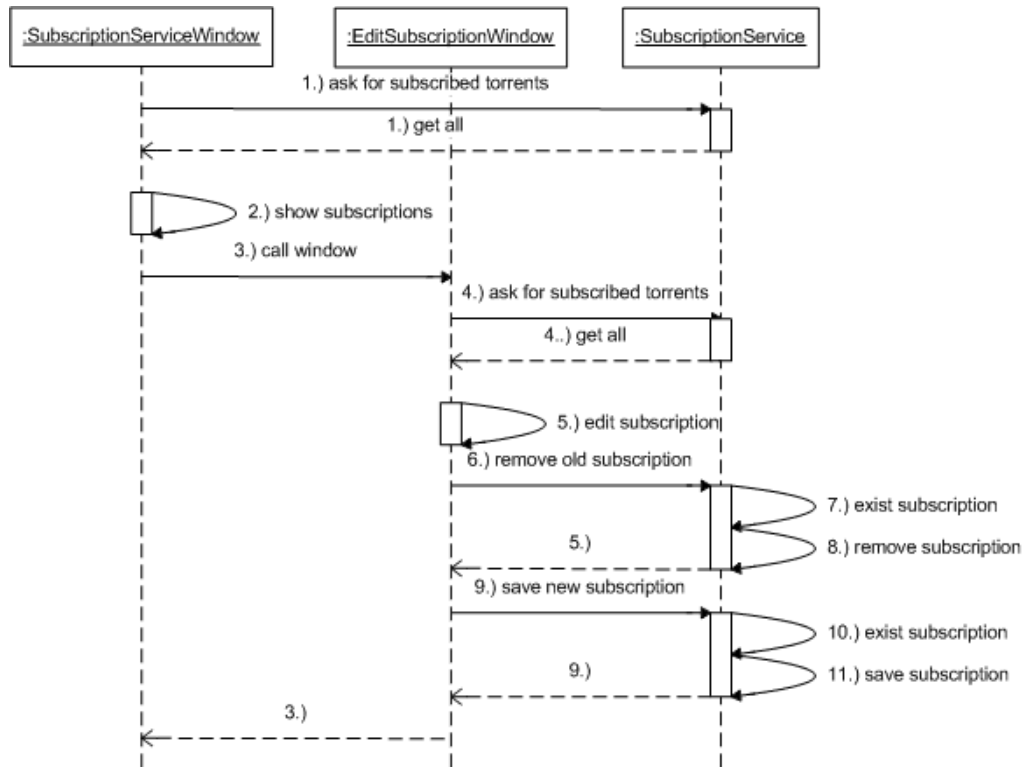 :SubscriptionServiceWindow
:EditSubscriptionWindow
:SubscriptionService
1.) ask for subscribed torrents
1.) get all
2.) show subscriptions
3.) call window
4.) ask for subscribed torrents
4..) get all
5.) edit subscription
6.) remove old subscription
7.) exist subscription
5.)
8.) remove subscription
9.) save new subscription
10.) exist subscription
9.)
11.) save subscription
3.)